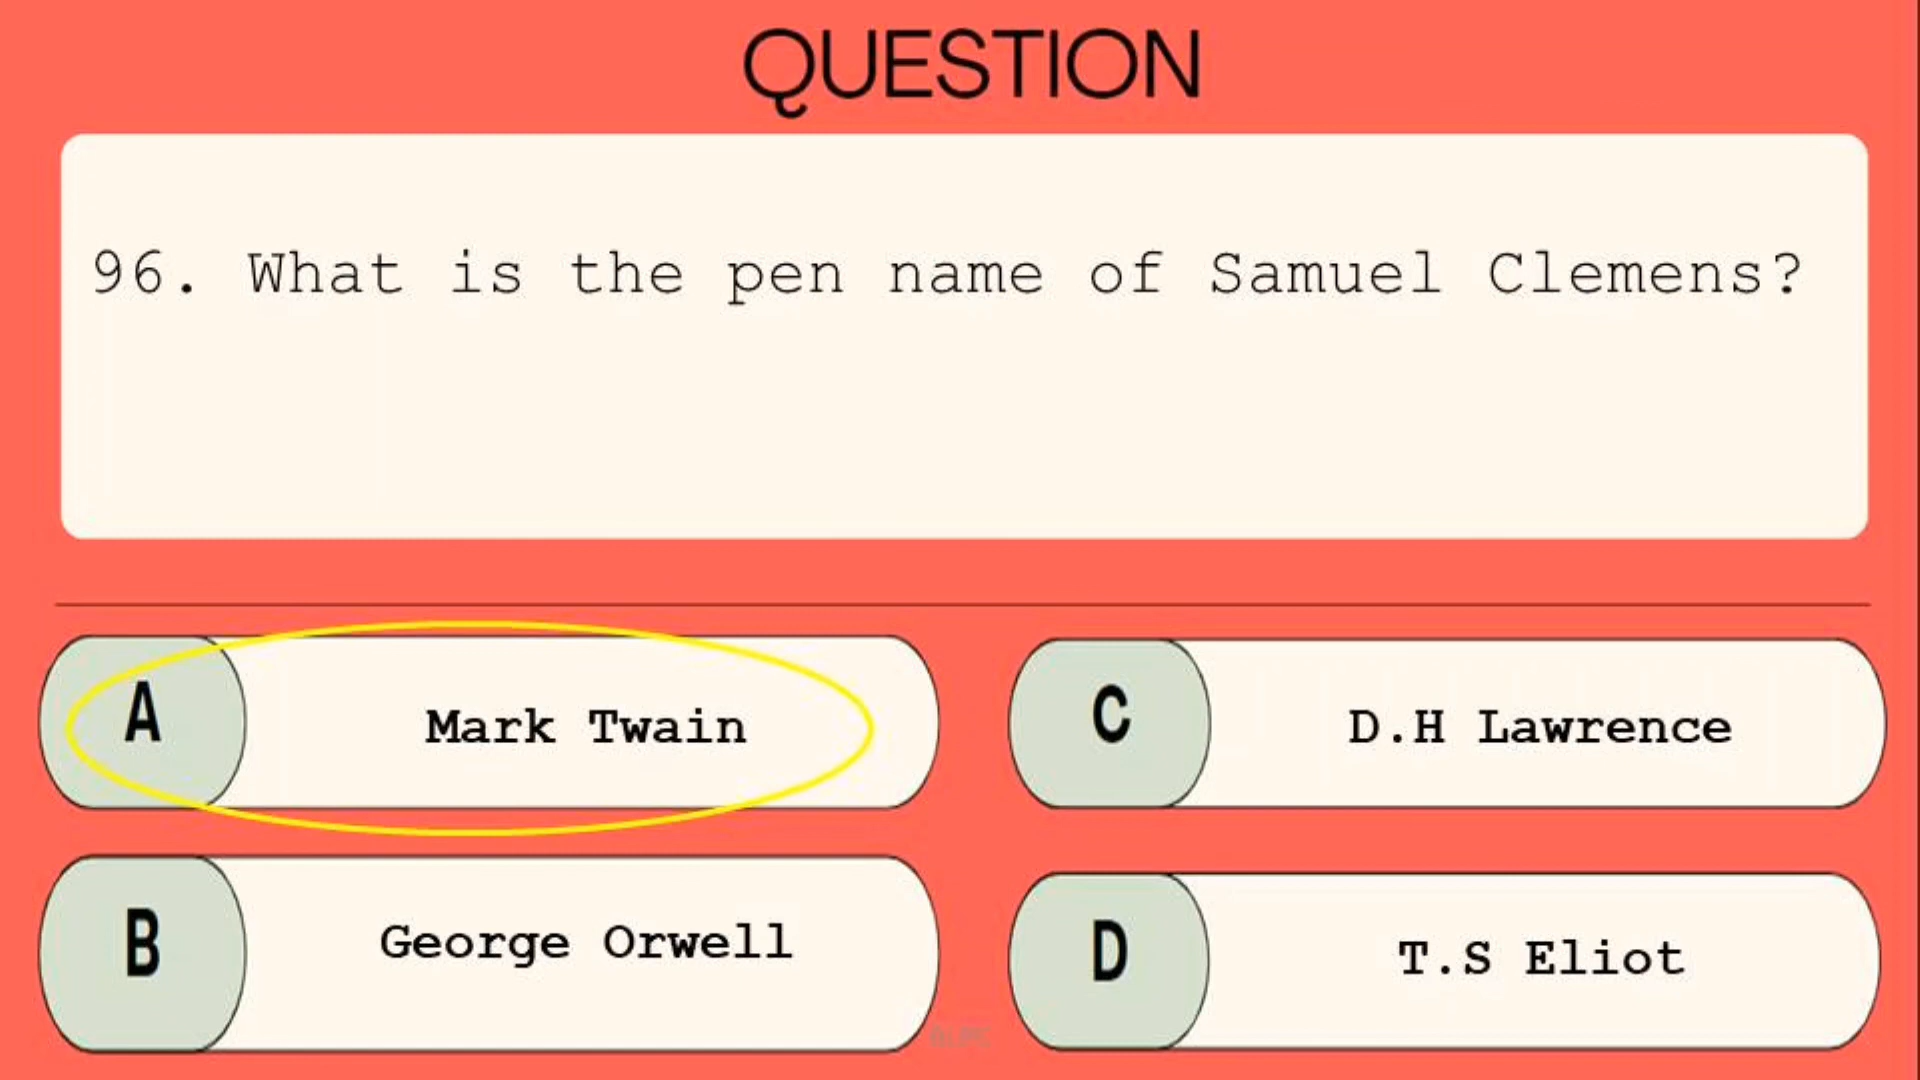 QUESTION
96. What is the pen name of Samuel Clemens?
A
Mark Twain
B
George Orwell
C
D.H Lawrence
D
T.S Eliot